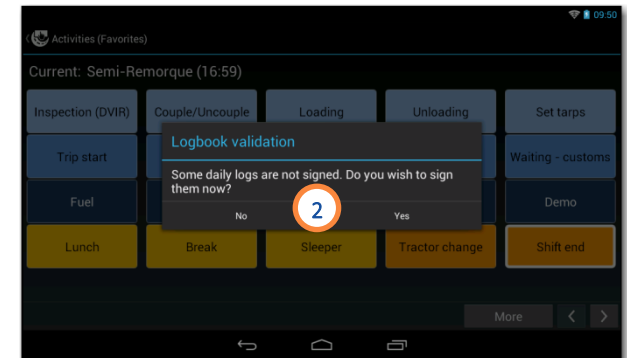 09:50
Activities (Favorites)
Current: Semi-Remorque (16:59)
Inspection (DVIR) Couple/Uncouple Loading Unloading Set tarps
Logbook validation
Trip start Waiting - customs
Some daily logs are not signed. Do you wish to sign
them now?
Fuel Demo
No 2 Yes
Lunch Break Sleeper Tractor change Shift end
More